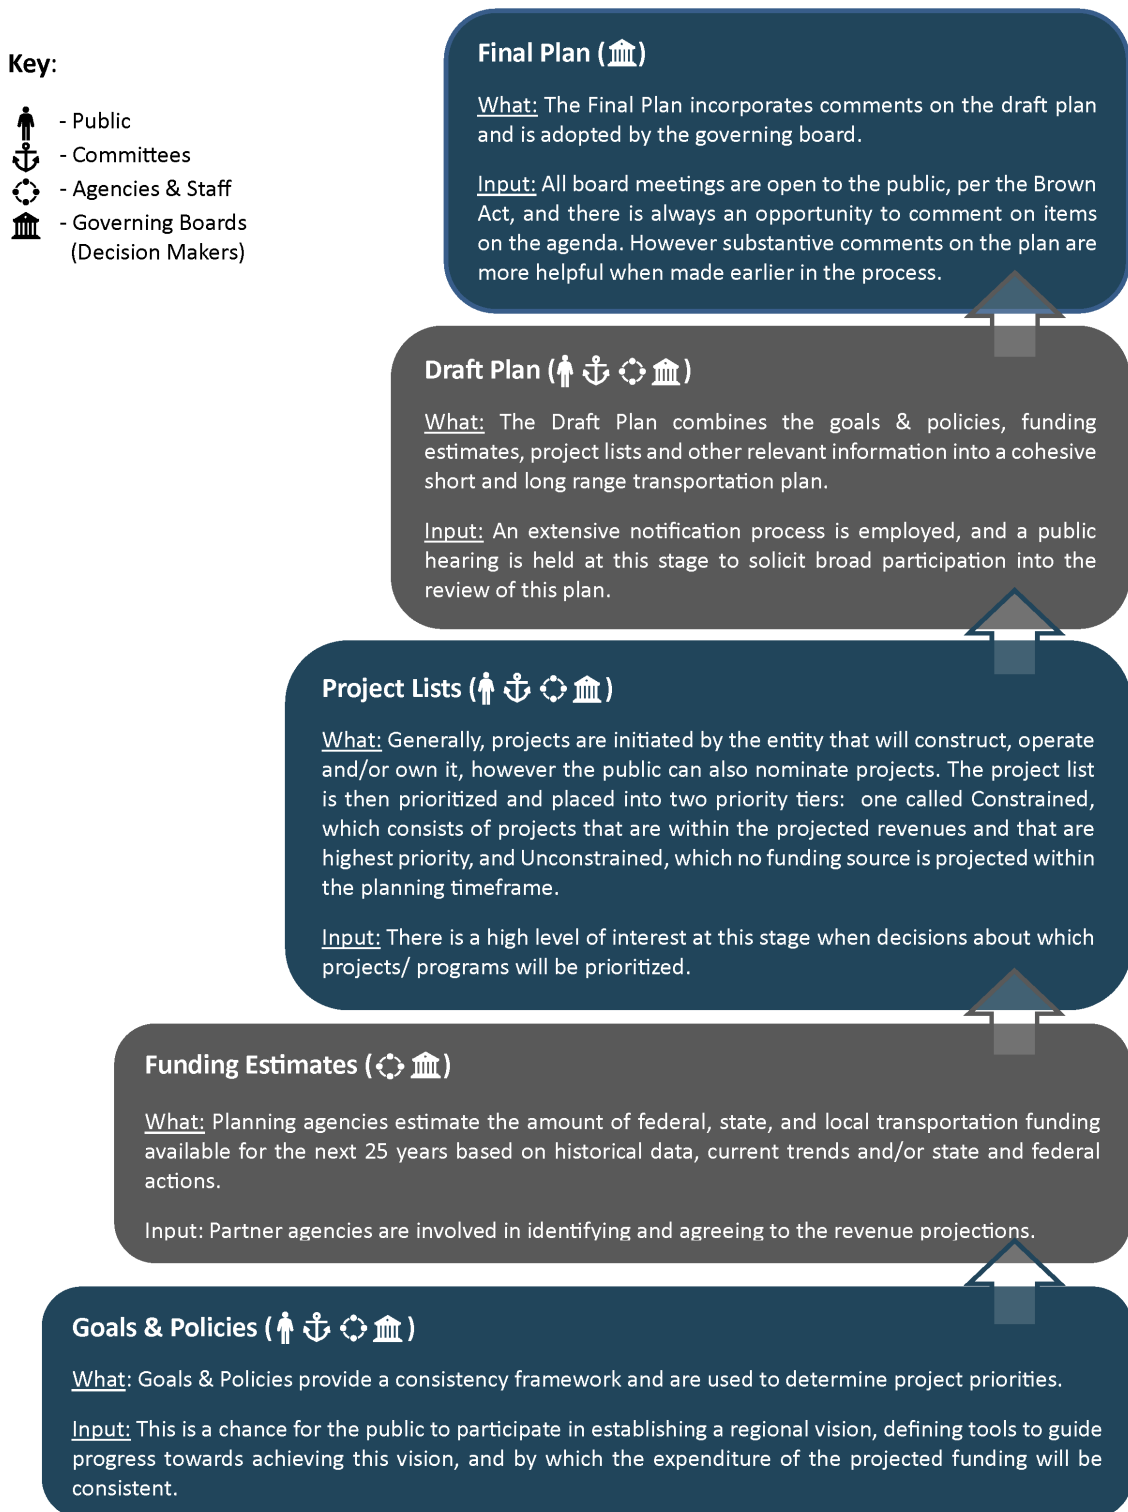 Key:
- Public
- Committees
- Agencies & Staff
- Governing Boards
(Decision Makers)
Final Plan ( )
What: The Final Plan incorporates comments on the draft plan
and is adopted by the governing board.
Input: All board meetings are open to the public, per the Brown
Act, and there is always an opportunity to comment on items
on the agenda. However substantive comments on the plan are
more helpful when made earlier in the process.
Draft Plan ( )
What: The Draft Plan combines the goals & policies, funding
estimates, project lists and other relevant information into a cohesive
short and long range transportation plan.
Input: An extensive notification process is employed, and a public
hearing is held at this stage to solicit broad participation into the
review of this plan.
Project Lists ( )
What: Generally, projects are initiated by the entity that will construct, operate
and/or own it, however the public can also nominate projects. The project list
is then prioritized and placed into two priority tiers: one called Constrained,
which consists of projects that are within the projected revenues and that are
highest priority, and Unconstrained, which no funding source is projected within
the planning timeframe.
Input: There is a high level of interest at this stage when decisions about which
projects/ programs will be prioritized.
Funding Estimates ( )
What: Planning agencies estimate the amount of federal, state, and local transportation funding
available for the next 25 years based on historical data, current trends and/or state and federal
actions.
Input: Partner agencies are involved in identifying and agreeing to the revenue projections.
Goals & Policies ( )
What: Goals & Policies provide a consistency framework and are used to determine project priorities.
Input: This is a chance for the public to participate in establishing a regional vision, defining tools to guide
progress towards achieving this vision, and by which the expenditure of the projected funding will be
consistent.